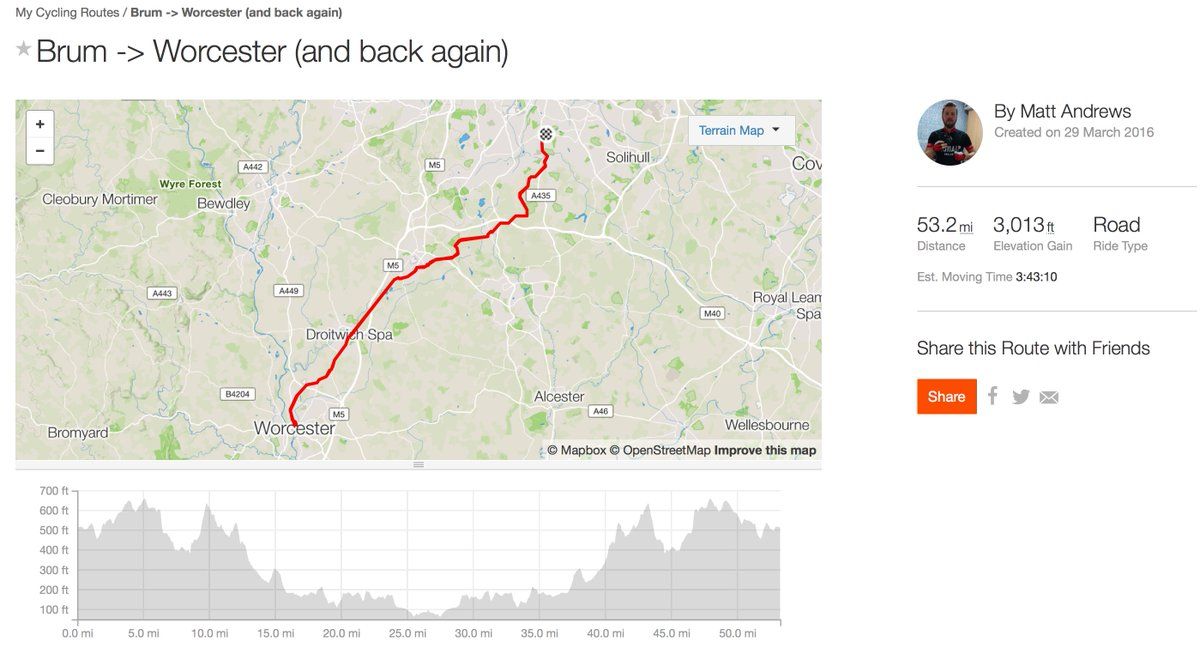 My Cycling Routes / Brum -> Worcester (and back again)
Brum -> Worcester (and back again)
+
−
Terrain Map
By Matt Andrews
Created on 29 March 2016
Solihull
Cov
M5
A442
Wyre Forest
A435
Cleobury Mortimer
Bewdley
53.2 mi 3,013 ft Road
Distance Elevation Gain Ride Type
M5
Est. Moving Time 3:43:10
A443
A449
Royal Leam
Spa
M40
Droitwich Spa
Share this Route with Friends
B4204
Alcester
Share
M5
A46
Worcester
Bromyard
Wellesbourne
© Mapbox © OpenStreetMap Improve this map
700 ft
600 ft
500 ft
400 ft
300 ft
200 ft
100 ft
0.0 mi 5.0 mi 10.0 mi 15.0 mi 20.0 mi 25.0 mi 30.0 mi 35.0 mi 40.0 mi 45.0 mi 50.0 mi